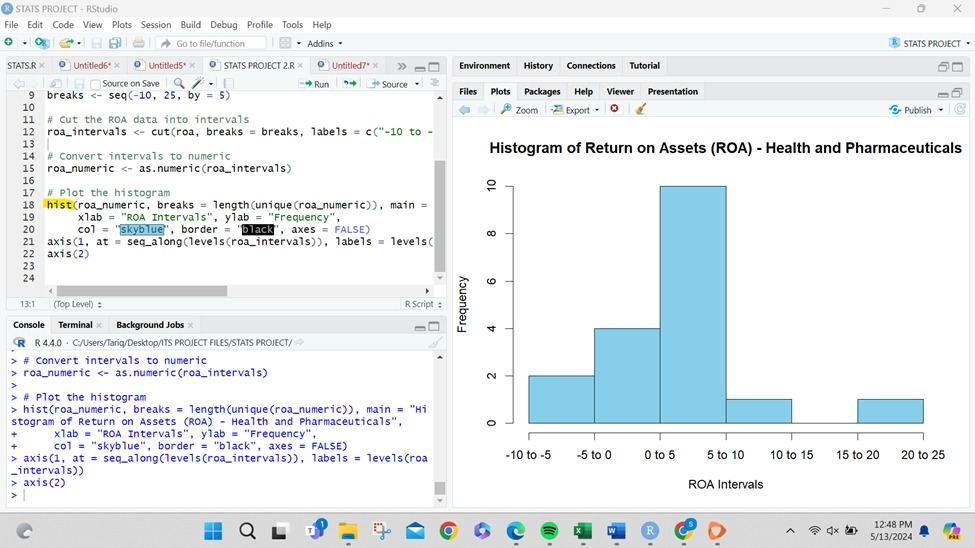 STATS PROJECT - RStudio
File Edit Code View Plots Session Build Debug Profile Tools Help
Go to file/function Addins STATS PROJECT
STATS.R Untitled6* Untitled5* STATS PROJECT 2.R Untitled7*
Source on Save Run Source
9 breaks <- seq(-10, 25, by = 5)
10
11 # Cut the ROA data into intervals
12 roa_intervals <- cut(roa, breaks = breaks, labels = c("-10 to -
13
14 # Convert intervals to numeric
15 roa_numeric <- as.numeric(roa_intervals)
16
17 # Plot the histogram
18 hist(roa_numeric, breaks = length(unique(roa_numeric)), main =
19 xlab = "ROA Intervals", ylab = "Frequency",
20 col = "skyblue", border = "black", axes = FALSE)
21 axis(1, at = seq_along(levels(roa_intervals)), labels = levels(
22 axis(2)
23
24
13:1 (Top Level) R Script
Console Terminal Background Jobs
R 4.4.0 · C:/Users/Tariq/Desktop/ITS PROJECT FILES/STATS PROJECT/
> # Convert intervals to numeric
> roa_numeric <- as.numeric(roa_intervals)
>
> # Plot the histogram
> hist(roa_numeric, breaks = length(unique(roa_numeric)), main = "Hi
stogram of Return on Assets (ROA) - Health and Pharmaceuticals",
+ xlab = "ROA Intervals", ylab = "Frequency",
+ col = "skyblue", border = "black", axes = FALSE)
> axis(1, at = seq_along(levels(roa_intervals)), labels = levels(roa
_intervals))
> axis(2)
>
Environment History Connections Tutorial
Files Plots Packages Help Viewer Presentation
Zoom Export Publish
Histogram of Return on Assets (ROA) - Health and Pharmaceuticals
Frequency
10
8
6
4
2
0
-10 to -5 -5 to 0 0 to 5 5 to 10 10 to 15 15 to 20 20 to 25
ROA Intervals
12:48 PM
5/13/2024